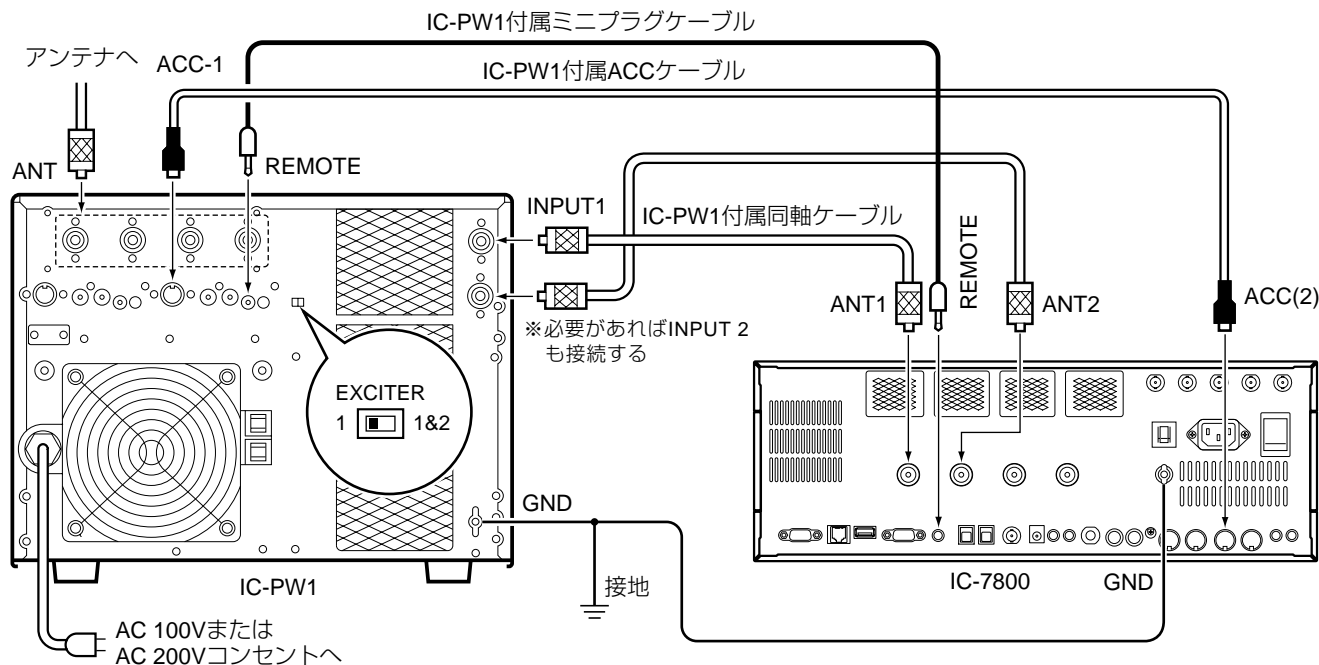 IC-PW1付属ミニプラグケーブル
アンテナへ
ACC-1
IC-PW1付属ACCケーブル
ANT
REMOTE
INPUT1
IC-PW1付属同軸ケーブル
REMOTE
ANT1
ANT2
ACC(2)
※必要があればINPUT 2
も接続する
EXCITER
1
1&2
GND
接地
IC-PW1
IC-7800
GND
AC 100Vまたは
AC 200Vコンセントへ